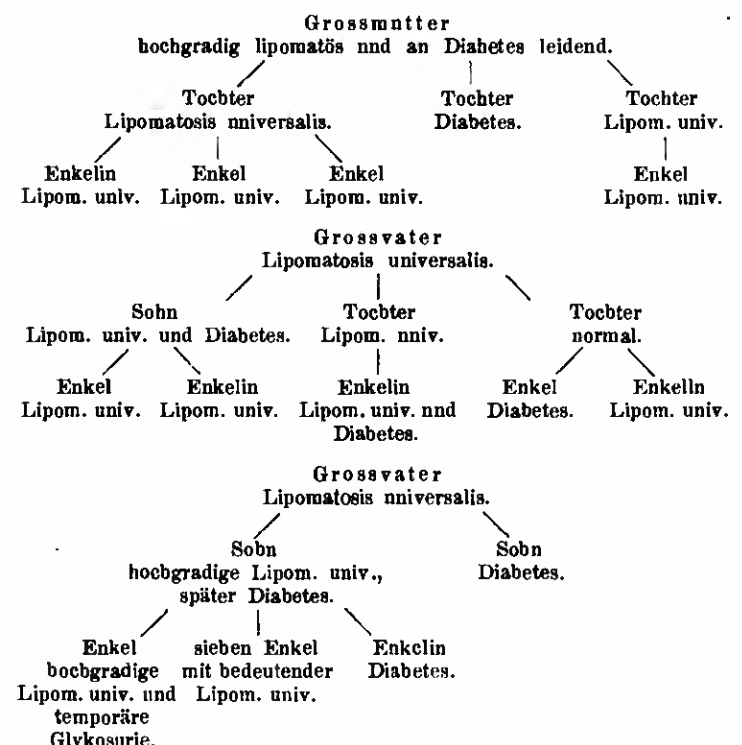 Grossmutter
hochgradig lipomatös und an Diabetes leidend.
Tochter Tochter Tochter
Lipomatosis universalis. Diabetes. Lipom. univ.
Enkelin Enkel Enkel Enkel
Lipom. univ. Lipom. univ. Lipom. univ. Lipom. univ.
Grossvater
Lipomatosis universalis.
Sohn Tochter Tochter
Lipom. univ. und Diabetes. Lipom. univ. normal.
Enkel Enkelin Enkelin Enkel Enkelin
Lipom. univ. Lipom. univ. Lipom. univ. und Diabetes. Lipom. univ.
Diabetes.
Grossvater
Lipomatosis universalis.
Sohn Sohn
hochgradige Lipom. univ., Diabetes.
später Diabetes.
Enkel sieben Enkel Enkelin
hochgradige mit bedeutender Diabetes.
Lipom. univ. und Lipom. univ.
temporäre
Glykosurie.